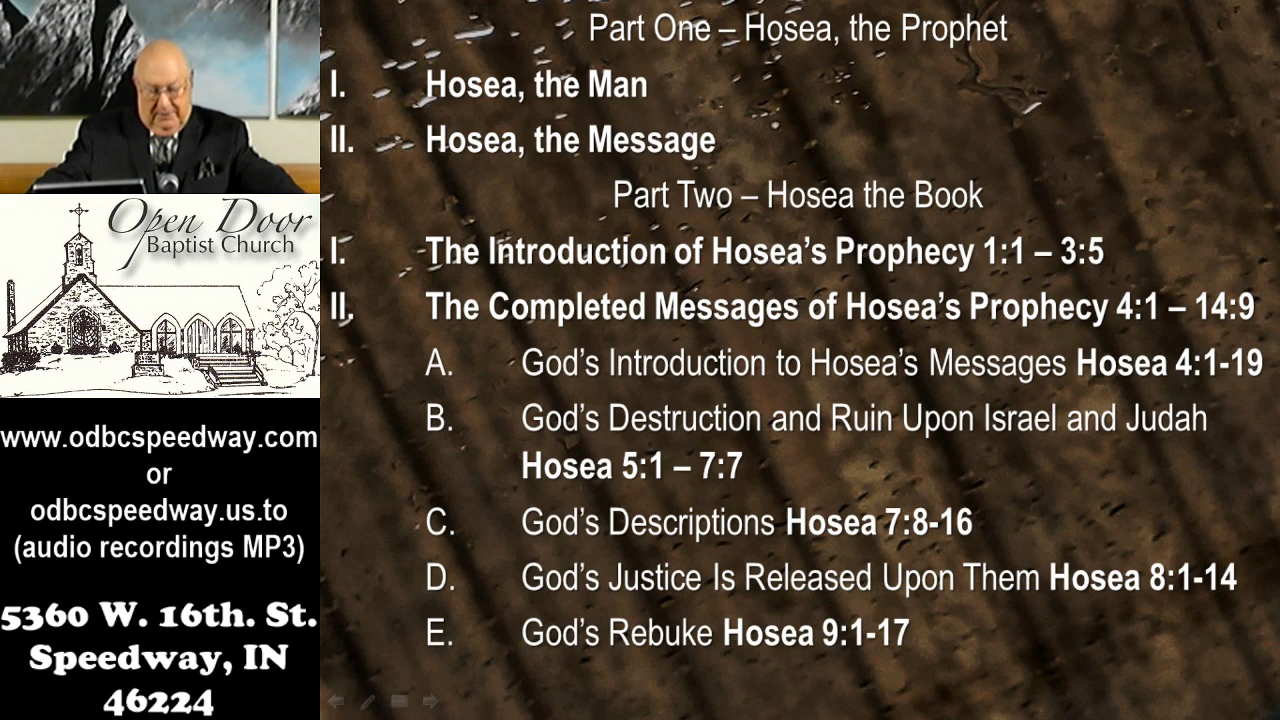 Part One – Hosea, the Prophet
I. Hosea, the Man
II. Hosea, the Message
Part Two – Hosea the Book
I. The Introduction of Hosea’s Prophecy 1:1 – 3:5
II. The Completed Messages of Hosea’s Prophecy 4:1 – 14:9
A. God’s Introduction to Hosea’s Messages Hosea 4:1-19
B. God’s Destruction and Ruin Upon Israel and Judah
Hosea 5:1 – 7:7
C. God’s Descriptions Hosea 7:8-16
D. God’s Justice Is Released Upon Them Hosea 8:1-14
E. God’s Rebuke Hosea 9:1-17
Open Door
Baptist Church
www.odbcspeedway.com
or
odbcspeedway.us.to
(audio recordings MP3)
5360 W. 16th. St.
Speedway, IN
46224